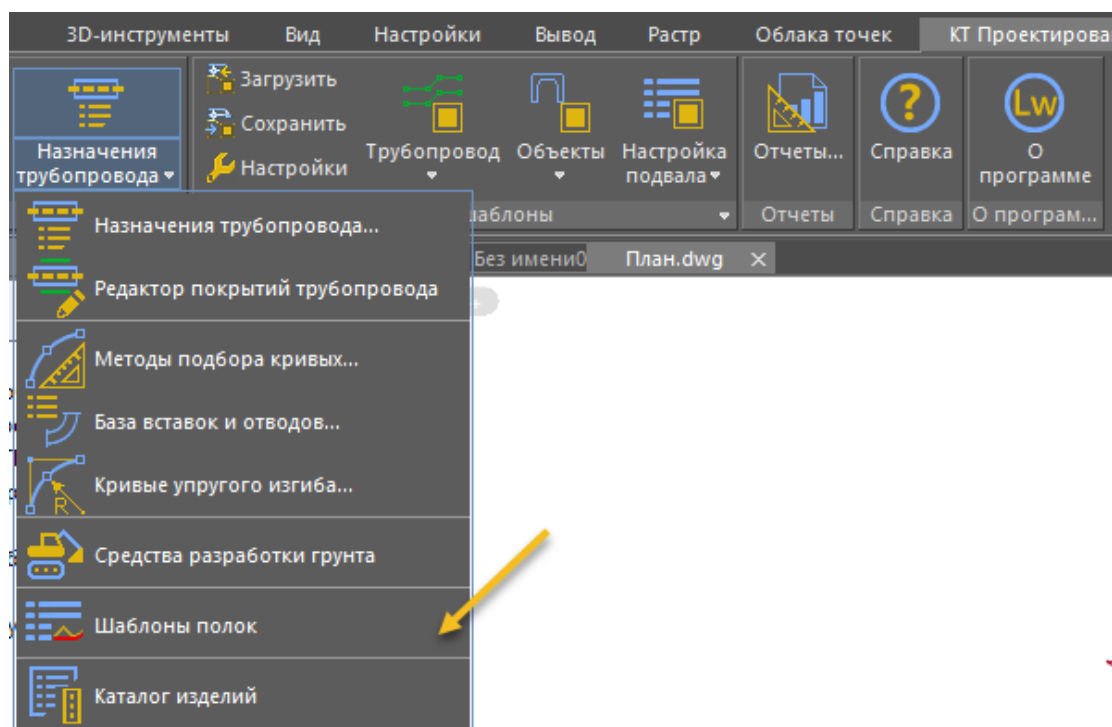 3D-инструменты Вид Настройки Вывод Растр Облака точек КТ Проектирова
Загрузить
Сохранить
Настройки
Назначения
трубопровода
Трубопровод Объекты Настройка
подвала
Отчеты... Справка О
программе
шаблоны Отчеты Справка О програм...
Без имени0 План.dwg
Назначения трубопровода...
Редактор покрытий трубопровода
Методы подбора кривых...
База вставок и отводов...
Кривые упругого изгиба...
R
Средства разработки грунта
Шаблоны полок
Каталог изделий
Lw